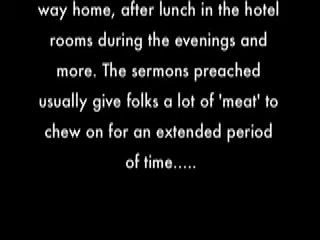 way home, after lunch in the hotel
rooms during the evenings and
more. The sermons preached
usually give folks a lot of 'meat' to
chew on for an extended period
of time.....